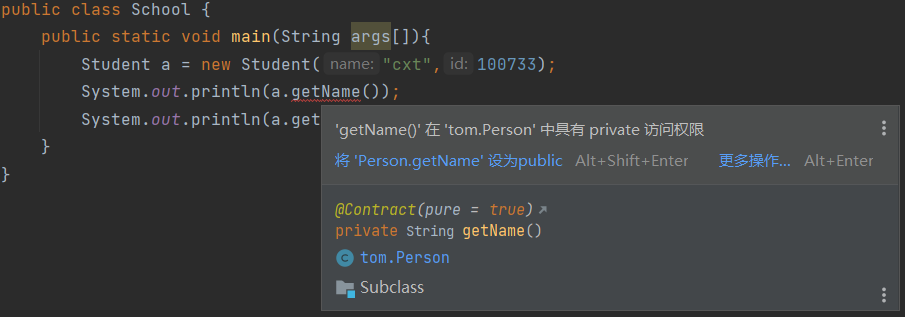 public class School {
public static void main(String args[]){
Student a = new Student( name: "cxt", id: 100733);
System.out.println(a.getName());
System.out.println(a.get
}
}
'getName()' 在 'tom.Person' 中具有 private 访问权限
将 'Person.getName' 设为public Alt+Shift+Enter 更多操作... Alt+Enter
@Contract(pure = true)
private String getName()
C tom.Person
Subclass